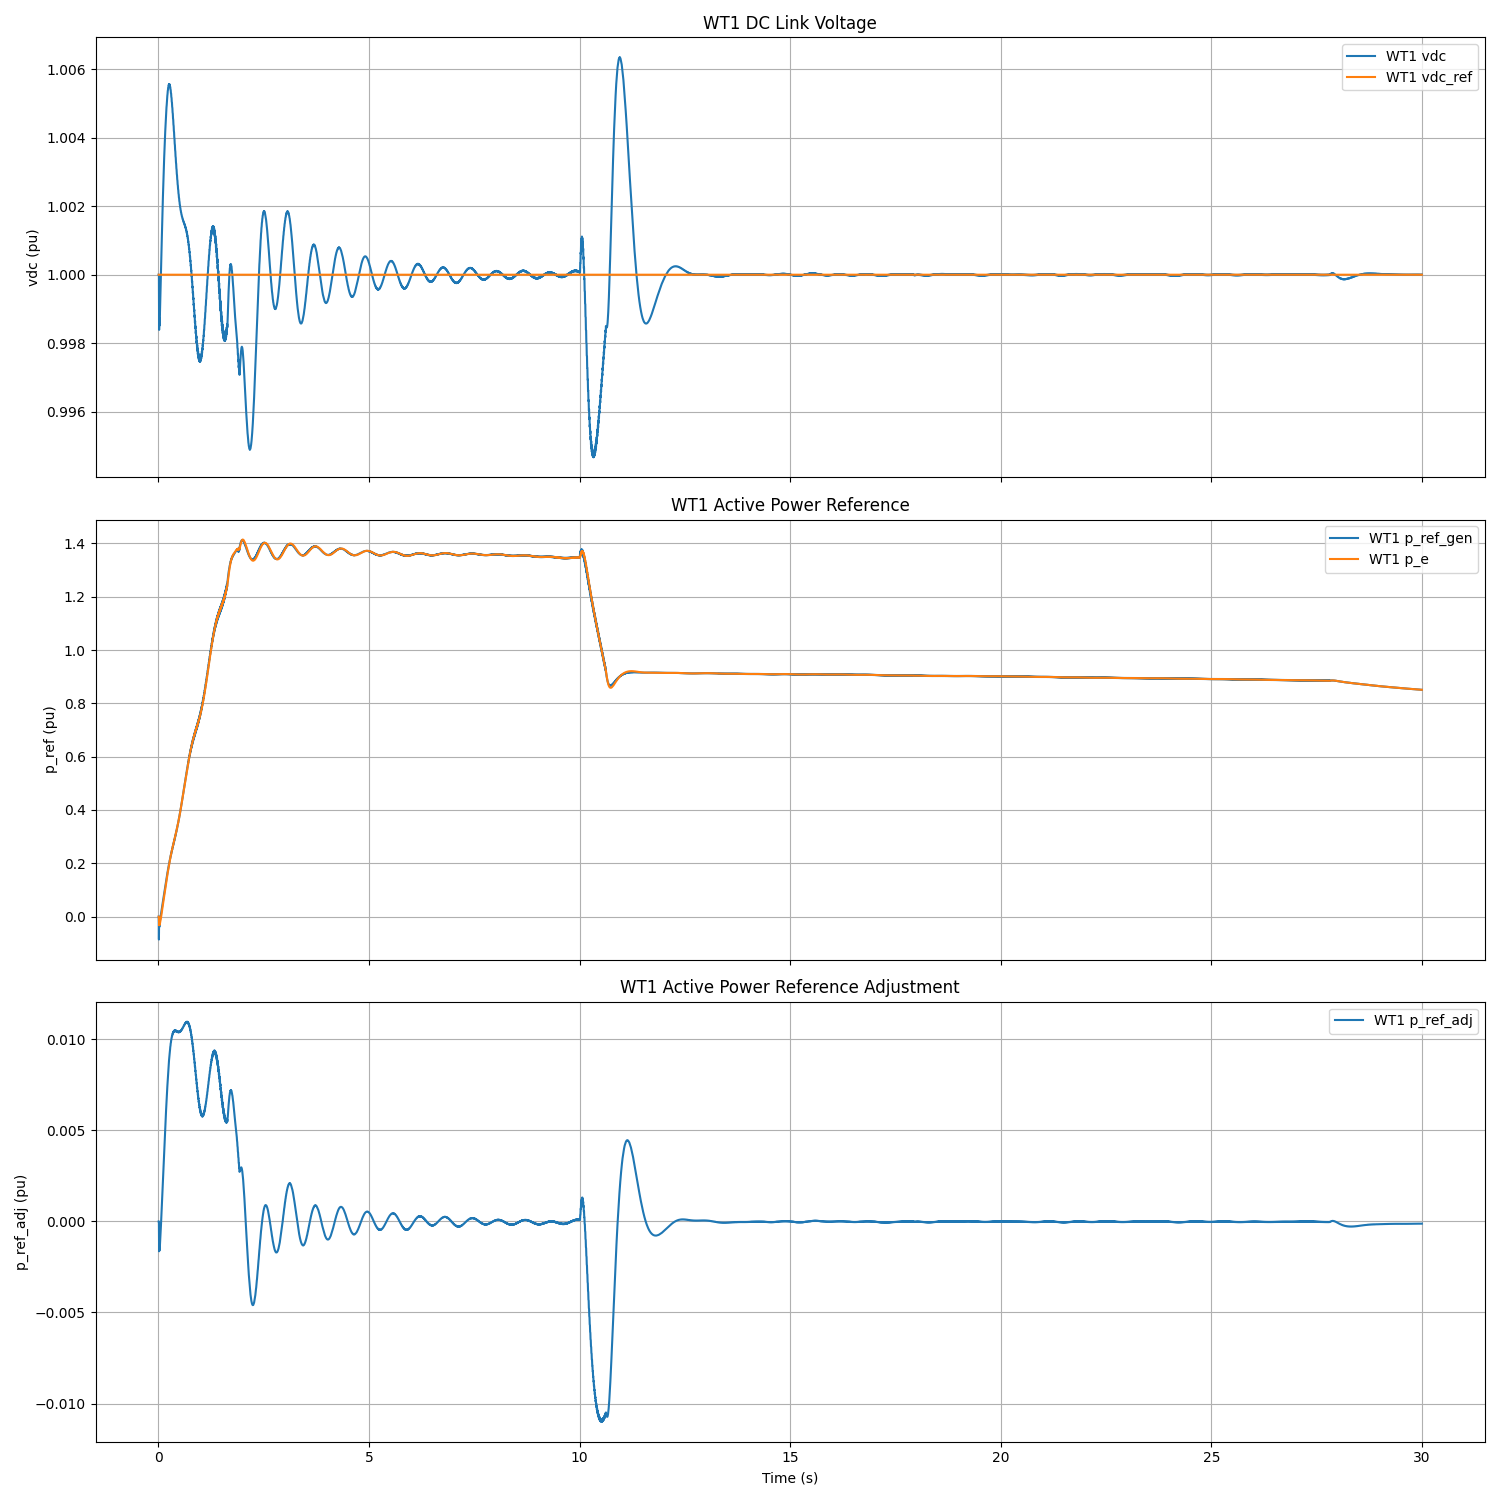 WT1 DC Link Voltage
WT1 vdc
WT1 vdc_ref
vdc (pu)
1.006
1.004
1.002
1.000
0.998
0.996
WT1 Active Power Reference
WT1 p_ref_gen
WT1 p_e
p_ref (pu)
1.4
1.2
1.0
0.8
0.6
0.4
0.2
0.0
WT1 Active Power Reference Adjustment
WT1 p_ref_adj
p_ref_adj (pu)
0.010
0.005
0.000
−0.005
−0.010
0 5 10 15 20 25 30
Time (s)